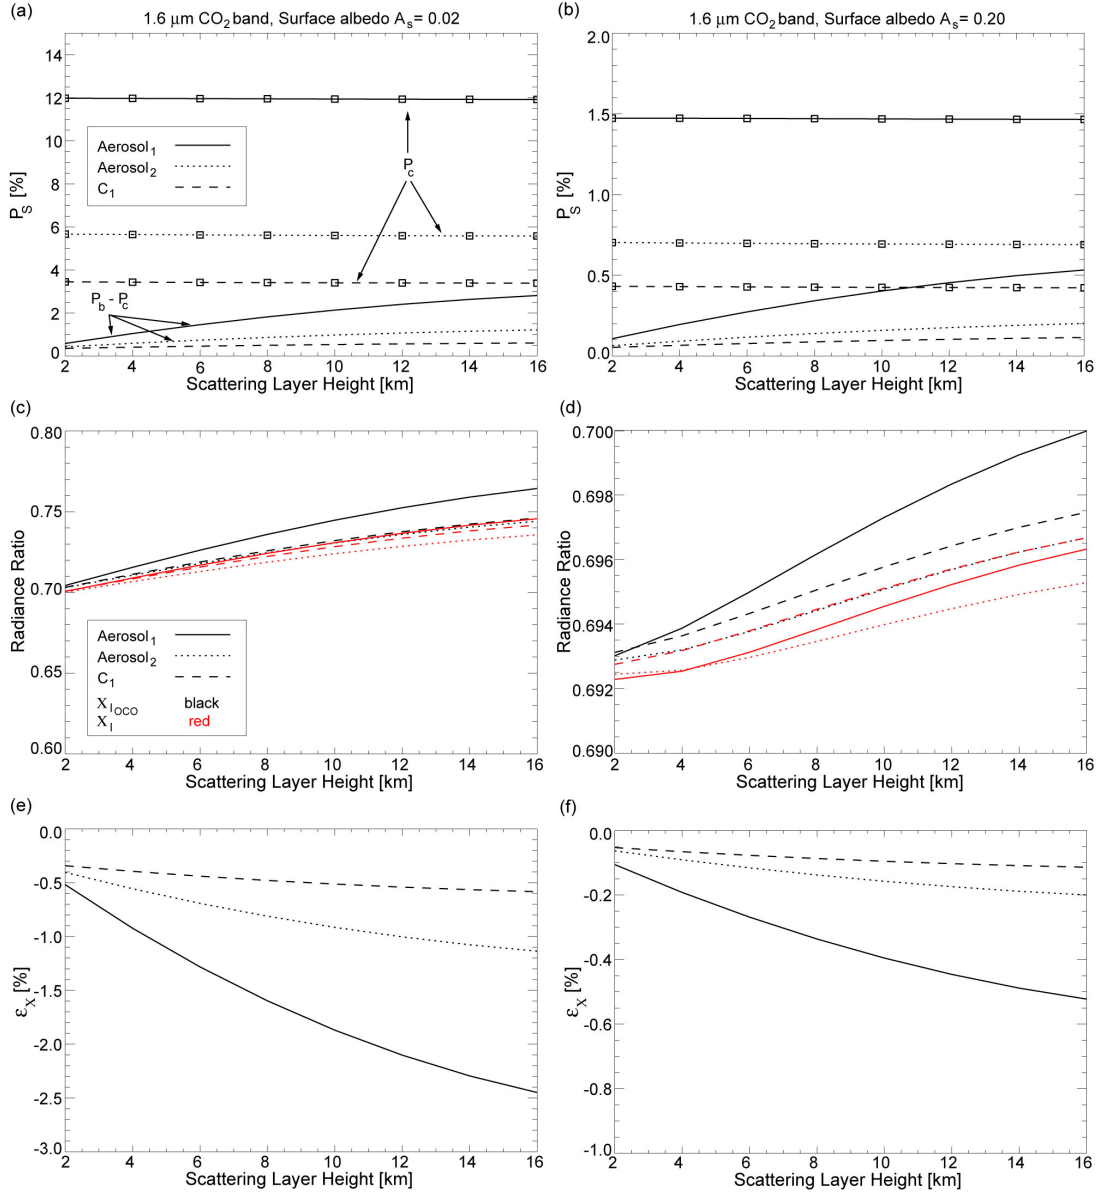 (a)
1.6 μm CO2 band, Surface albedo As= 0.02
14
12
10
8
6
4
2
0
PS [%]
Aerosol1
Aerosol2
C1
Pc
Pb - Pc
2 4 6 8 10 12 14 16
Scattering Layer Height [km]
(b)
1.6 μm CO2 band, Surface albedo As= 0.20
2.0
1.5
1.0
0.5
0.0
PS [%]
2 4 6 8 10 12 14 16
Scattering Layer Height [km]
(c)
0.80
0.75
0.70
0.65
0.60
Radiance Ratio
Aerosol1
Aerosol2
C1
XIOCO black
XI red
2 4 6 8 10 12 14 16
Scattering Layer Height [km]
(d)
0.700
0.698
0.696
0.694
0.692
0.690
Radiance Ratio
2 4 6 8 10 12 14 16
Scattering Layer Height [km]
(e)
0.0
-0.5
-1.0
-1.5
-2.0
-2.5
-3.0
εX [%]
2 4 6 8 10 12 14 16
Scattering Layer Height [km]
(f)
0.0
-0.2
-0.4
-0.6
-0.8
-1.0
εX [%]
2 4 6 8 10 12 14 16
Scattering Layer Height [km]